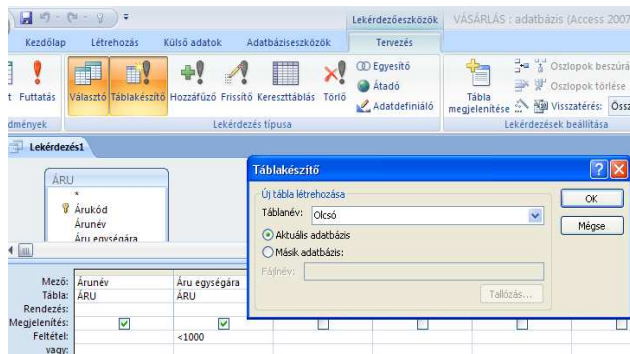 Lekérdezőeszközök VÁSÁRLÁS : adatbázis (Access 2007
Kezdőlap Létrehozás Külső adatok Adatbáziseszközök Tervezés
Futtatás Választó Táblakészítő Hozzáfűző Frissítő Kereszttáblás Törlő
Egyesítő
Átadó
Adatdefiniáló
Tábla megjelenítése
Oszlopok beszúrá
Oszlopok törlése
Visszatérés: Össz
dmények Lekérdezés típusa Lekérdezések beállítása
Lekérdezés1
ÁRU
*
Árukód
Árunév
Áru egységára
Táblakészítő
Új tábla létrehozása
Táblanév: Olcsó
Aktuális adatbázis
Másik adatbázis:
Fájlnév:
Tallózás...
OK
Mégse
Mező: Árunév Áru egységára
Tábla: ÁRU ÁRU
Rendezés:
Megjelenítés:
Feltétel: <1000
vagy: